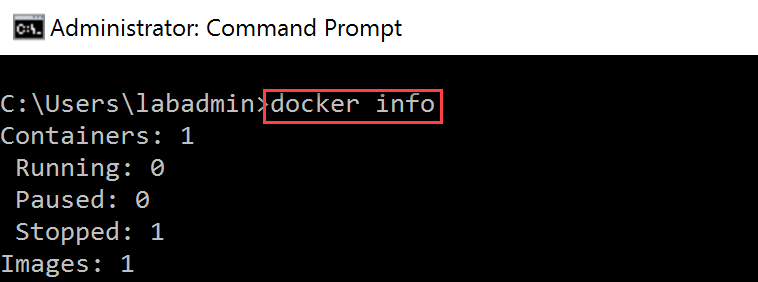 Administrator: Command Prompt
C:\Users\labadmin>docker info
Containers: 1
Running: 0
Paused: 0
Stopped: 1
Images: 1